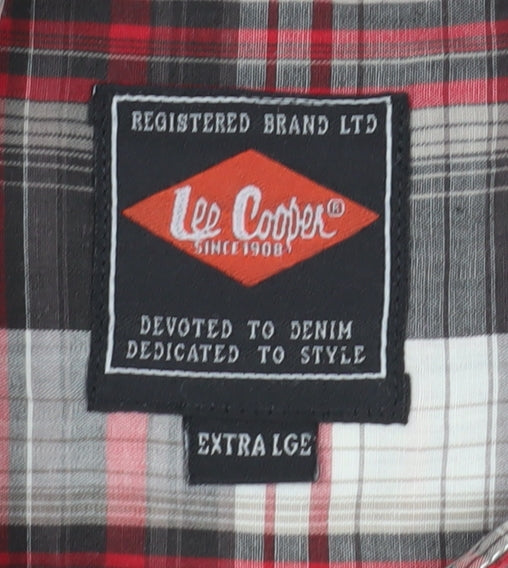 REGISTERED BRAND LTD
Lee Cooper®
SINCE 1908
DEVOTED TO DENIM
DEDICATED TO STYLE
EXTRA LGE